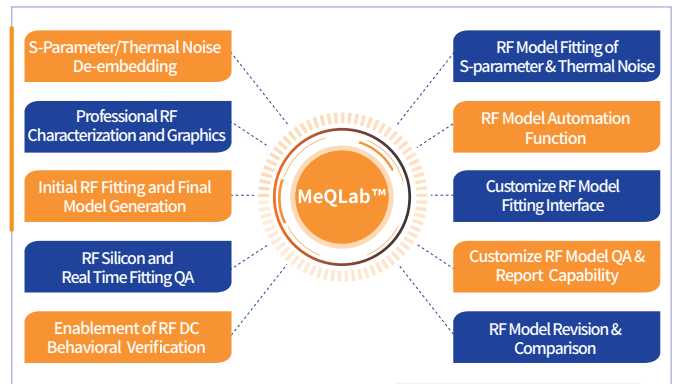 S-Parameter/Thermal Noise
De-embedding
Professional RF
Characterization and Graphics
Initial RF Fitting and Final
Model Generation
RF Silicon and
Real Time Fitting QA
Enablement of RF DC
Behavioral Verification
MeQLab™
RF Model Fitting of
S-parameter & Thermal Noise
RF Model Automation
Function
Customize RF Model
Fitting Interface
Customize RF Model QA &
Report Capability
RF Model Revision &
Comparison